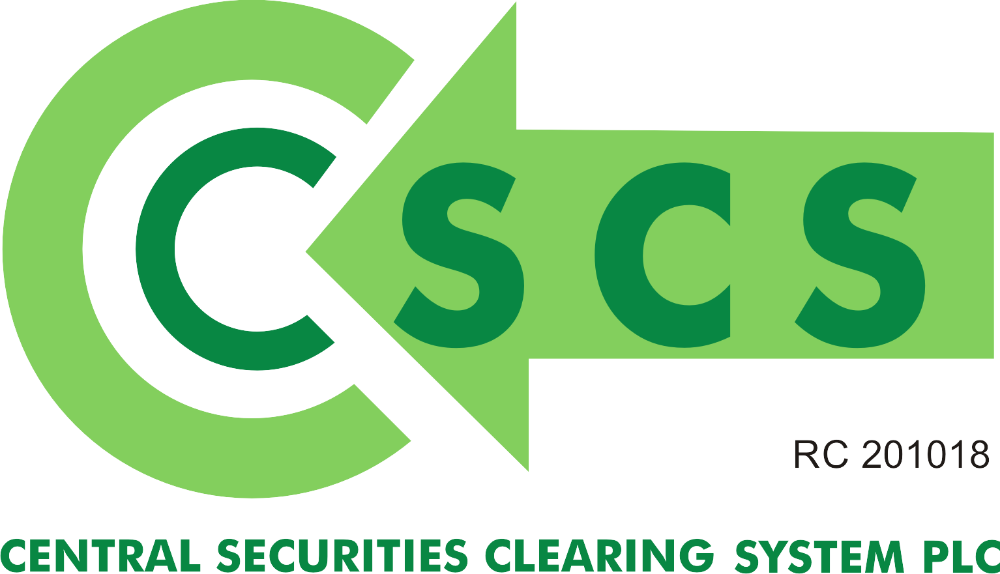 CSCS
RC 201018
CENTRAL SECURITIES CLEARING SYSTEM PLC